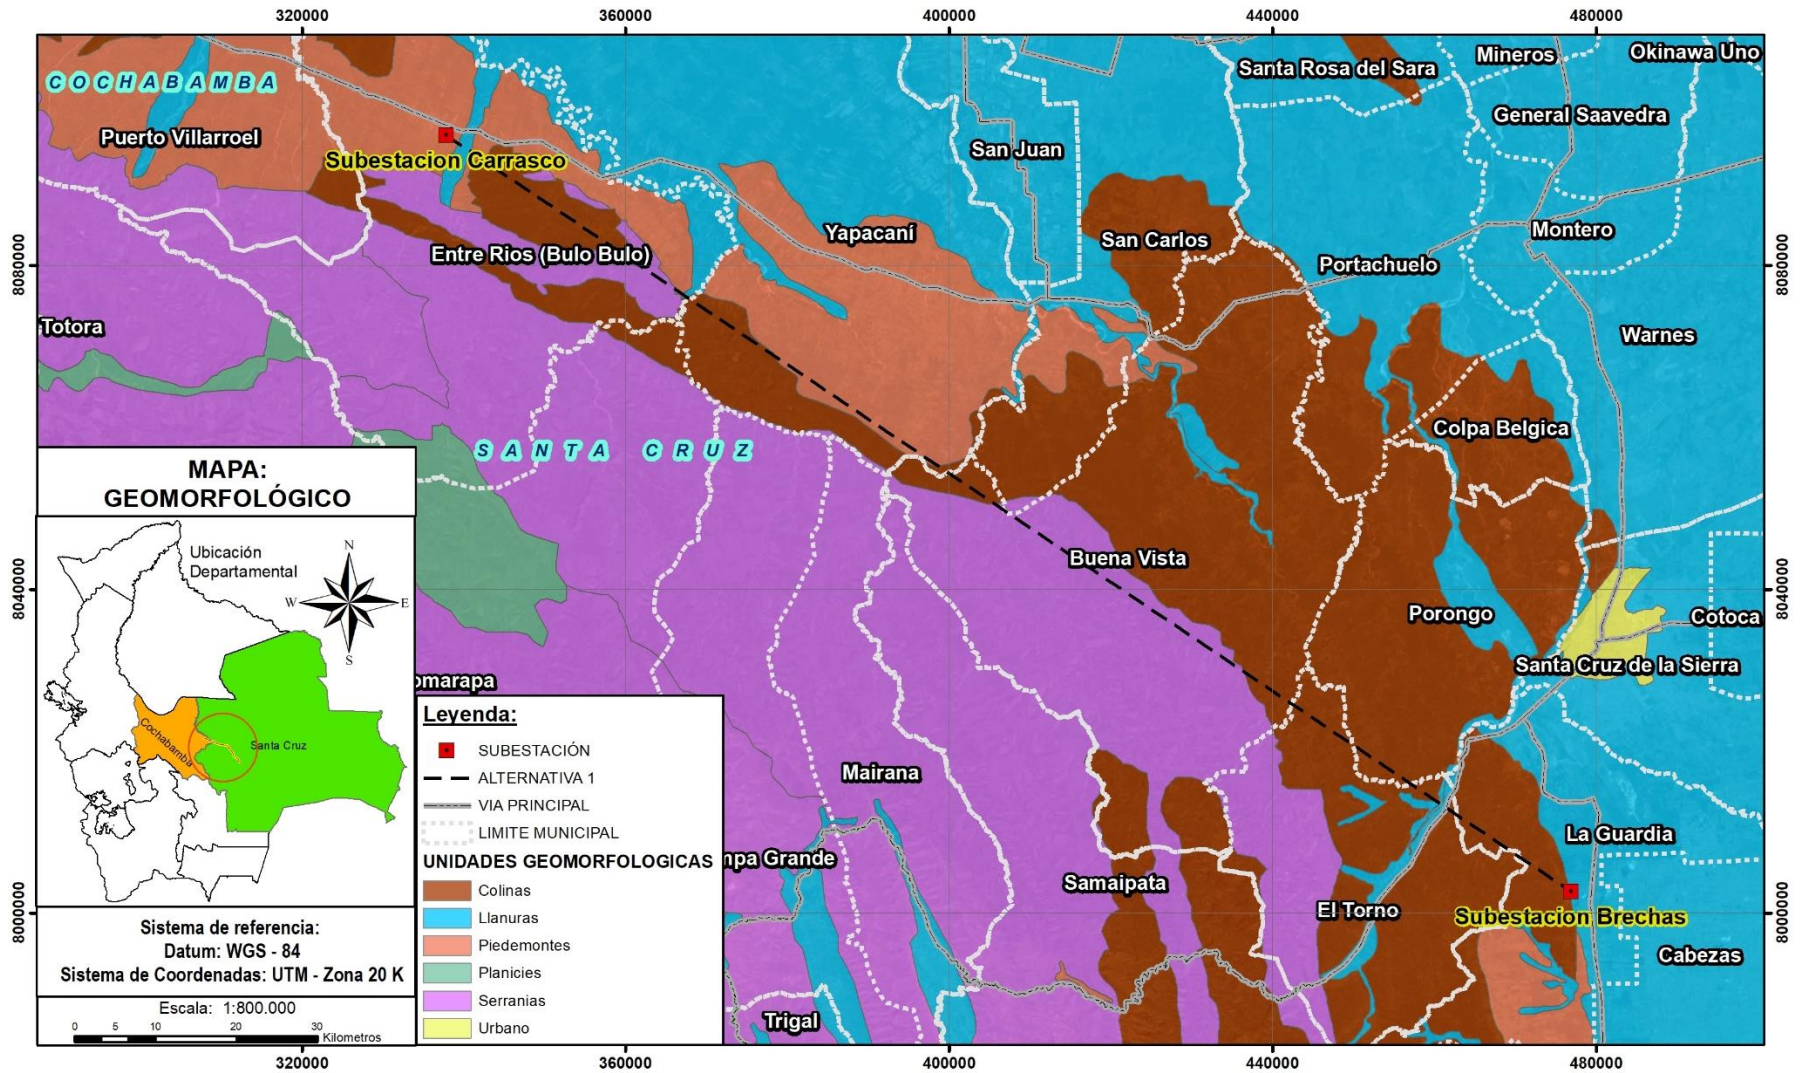 320000 360000 400000 440000 480000
COCHABAMBA
Puerto Villarroel
Subestacion Carrasco
San Juan
Santa Rosa del Sara
Mineros
Okinawa Uno
General Saavedra
Yapacaní
San Carlos
Montero
Entre Rios (Bulo Bulo)
Portachuelo
8080000
8080000
Totora
Warnes
Colpa Belgica
SANTA CRUZ
MAPA:
GEOMORFOLÓGICO
Ubicación
Departamental
N
W
E
S
Cochabamba
Santa Cruz
Buena Vista
8040000
8040000
Porongo
Cotoca
Santa Cruz de la Sierra
omarapa
Mairana
La Guardia
mpa Grande
Samaipata
El Torno
Subestacion Brechas
8000000
8000000
Cabezas
Trigal
Leyenda:
SUBESTACIÓN
ALTERNATIVA 1
VIA PRINCIPAL
LIMITE MUNICIPAL
UNIDADES GEOMORFOLOGICAS
Colinas
Llanuras
Piedemontes
Planicies
Serranias
Urbano
Sistema de referencia:
Datum: WGS - 84
Sistema de Coordenadas: UTM - Zona 20 K
Escala: 1:800.000
0 5 10 20 30
Kilometros
320000 360000 400000 440000 480000